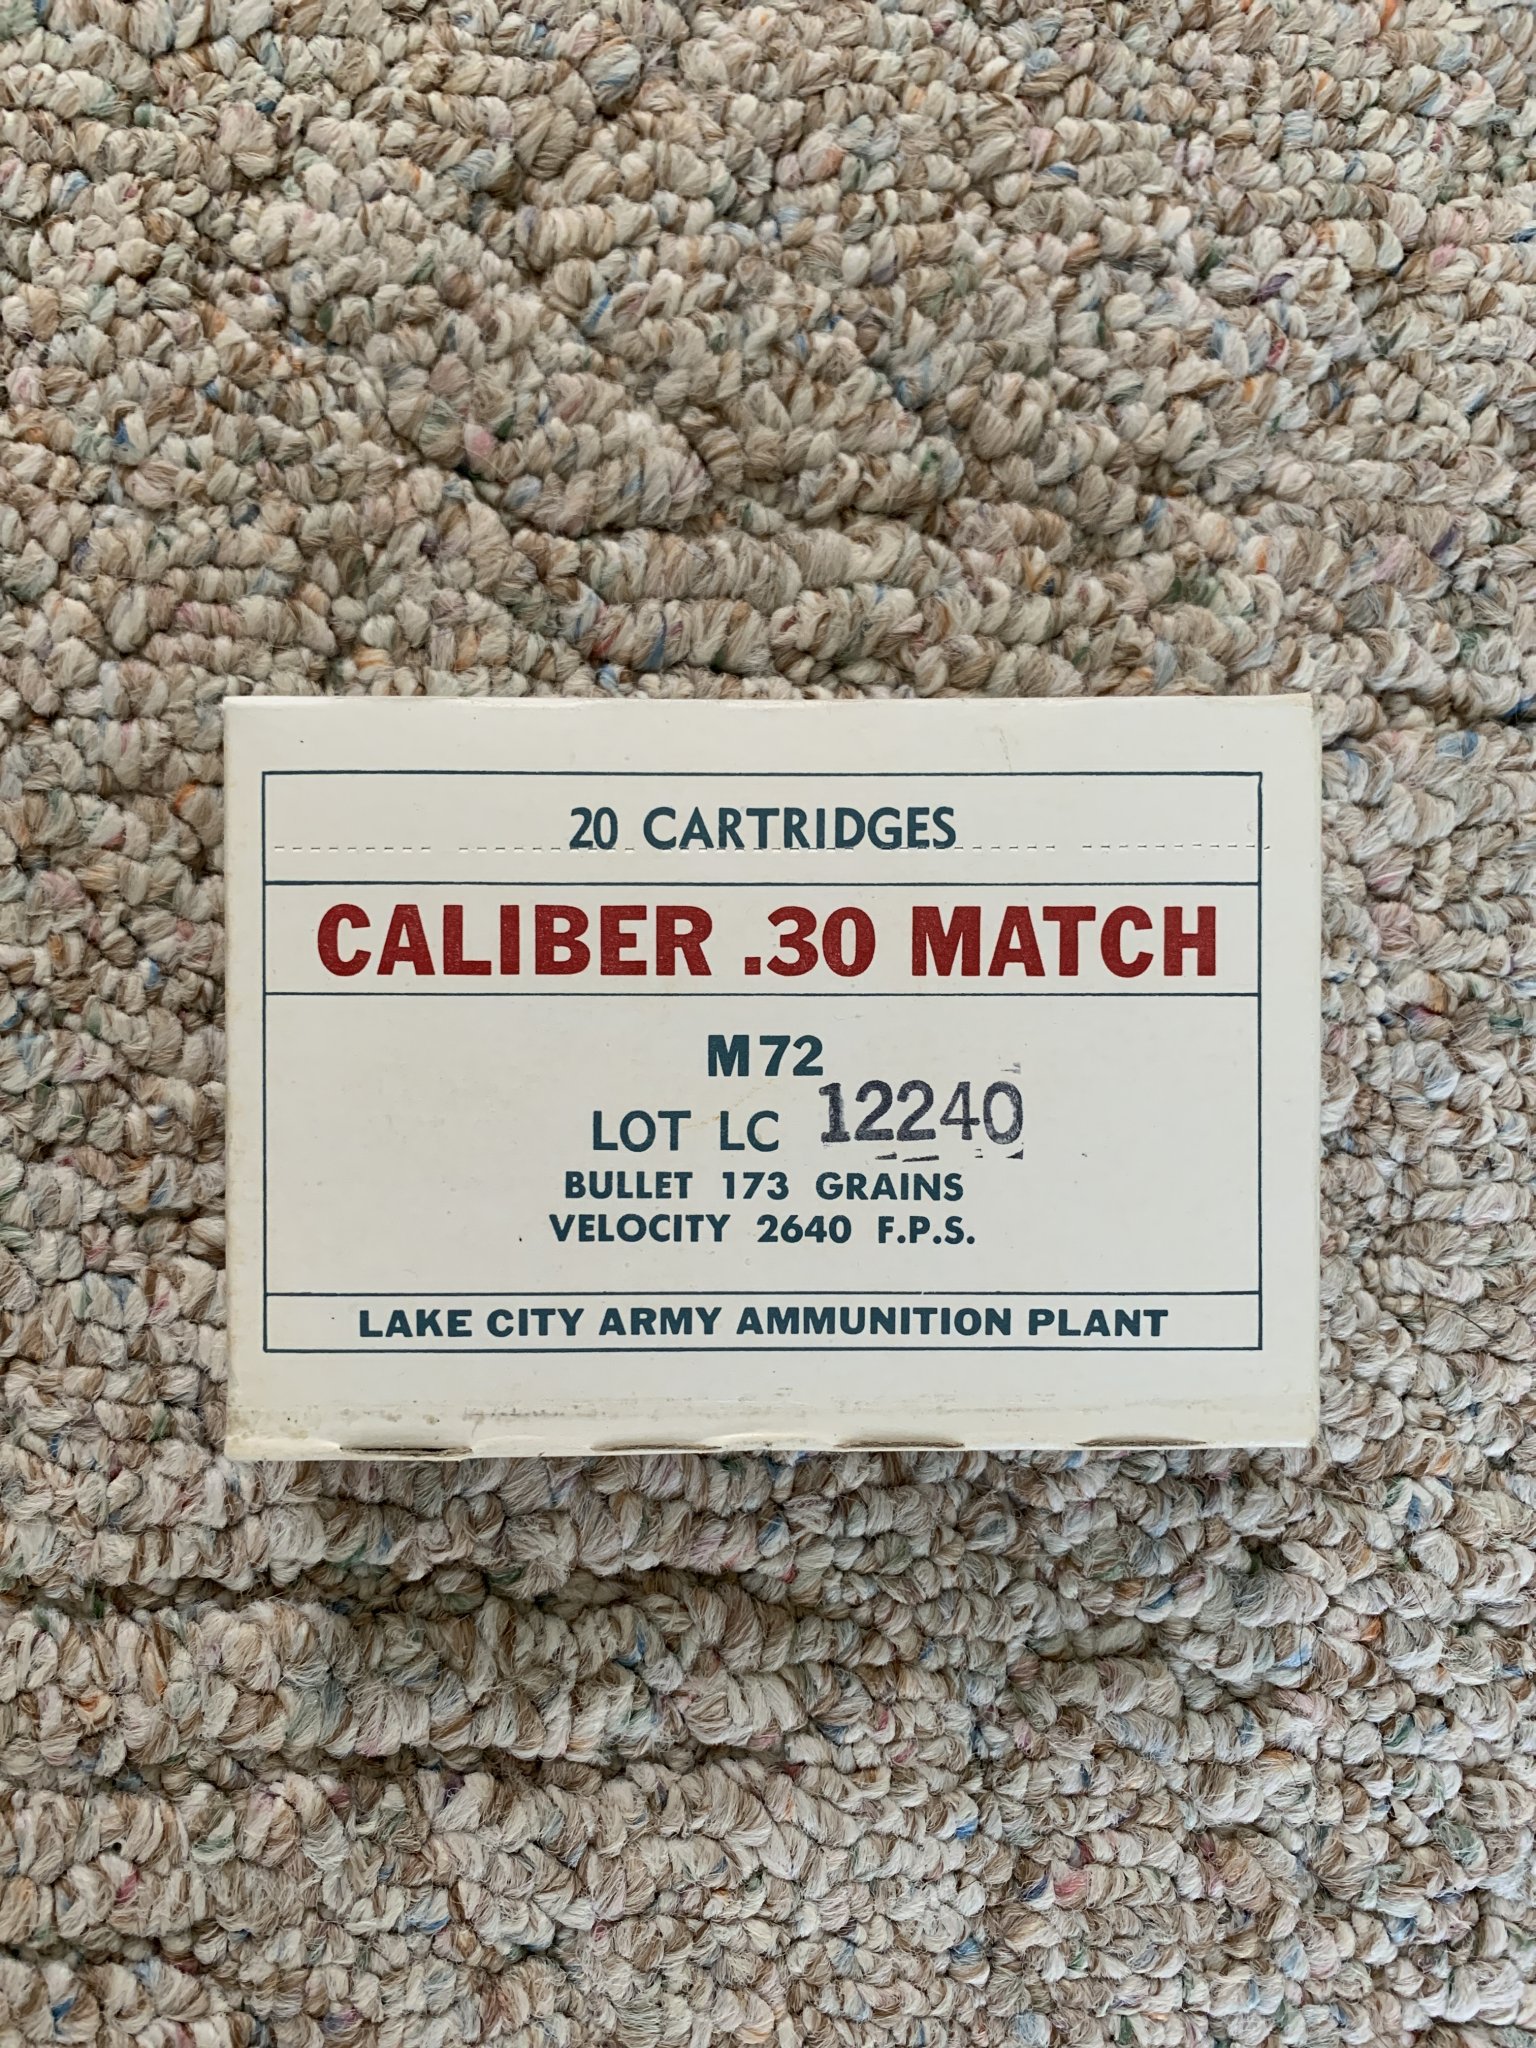 20 CARTRIDGES
CALIBER .30 MATCH
M72
LOT LC 12240
BULLET 173 GRAINS
VELOCITY 2640 F.P.S.
LAKE CITY ARMY AMMUNITION PLANT